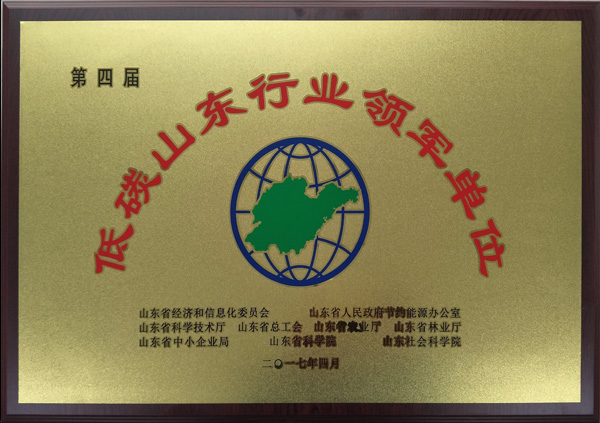 第四届
低碳山东行业领军单位
山东省经济和信息化委员会 山东省人民政府节约能源办公室
山东省科学技术厅 山东省总工会 山东省农业厅 山东省林业厅
山东省中小企业局 山东省科学院 山东社会科学院
二〇一七年四月